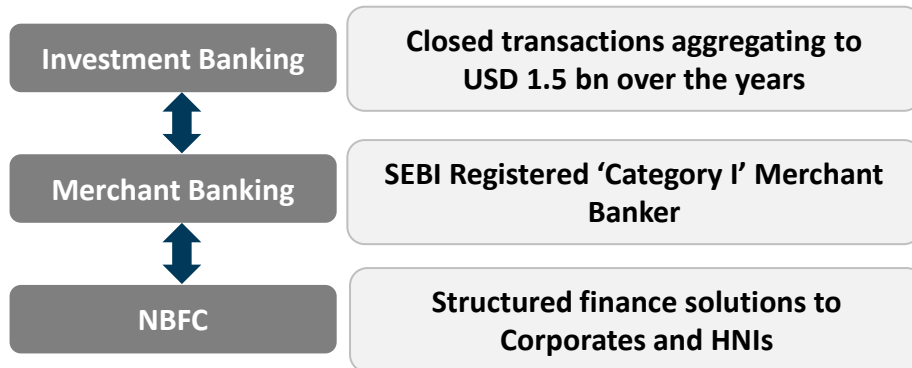 Investment Banking
Closed transactions aggregating to
USD 1.5 bn over the years
Merchant Banking
SEBI Registered ‘Category I’ Merchant
Banker
NBFC
Structured finance solutions to
Corporates and HNIs